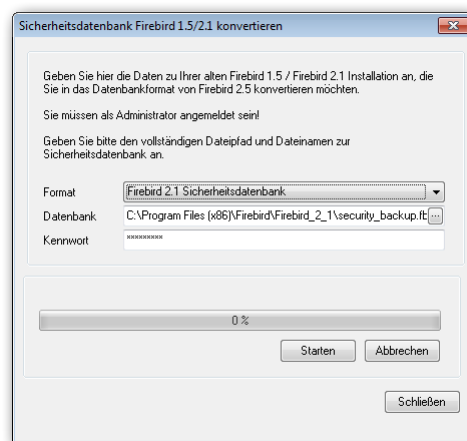 Sicherheitsdatenbank Firebird 1.5/2.1 konvertieren
Geben Sie hier die Daten zu Ihrer alten Firebird 1.5 / Firebird 2.1 Installation an, die
Sie in das Datenbankformat von Firebird 2.5 konvertieren möchten.
Sie müssen als Administrator angemeldet sein!
Geben Sie bitte den vollständigen Dateipfad und Dateinamen zur
Sicherheitsdatenbank an.
Format Firebird 2.1 Sicherheitsdatenbank
Datenbank C:\Program Files (x86)\Firebird\Firebird_2_1\security_backup.fb ...
Kennwort *********
0 %
Starten Abbrechen
Schließen